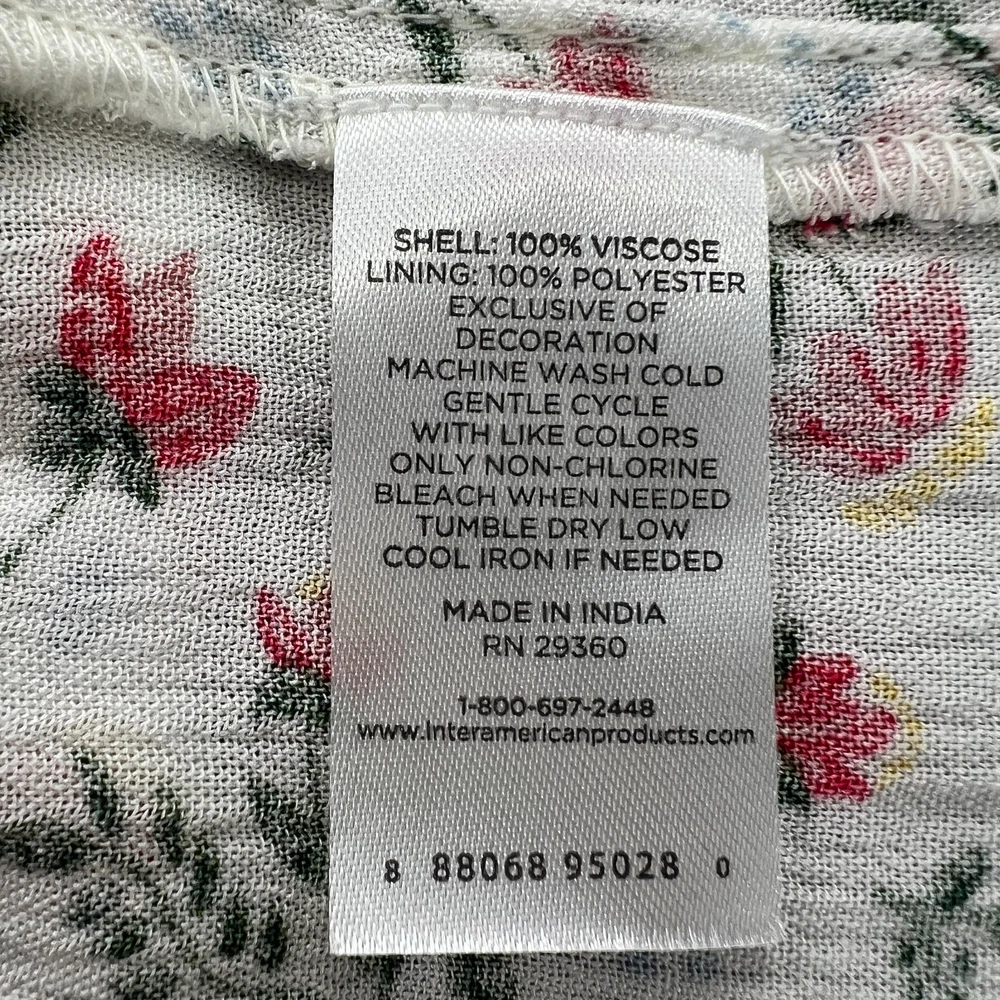 SHELL: 100% VISCOSE
LINING: 100% POLYESTER
EXCLUSIVE OF
DECORATION
MACHINE WASH COLD
GENTLE CYCLE
WITH LIKE COLORS
ONLY NON-CHLORINE
BLEACH WHEN NEEDED
TUMBLE DRY LOW
COOL IRON IF NEEDED
MADE IN INDIA
RN 29360
1-800-697-2448
www.interamericanproducts.com
8 88068 95028 0